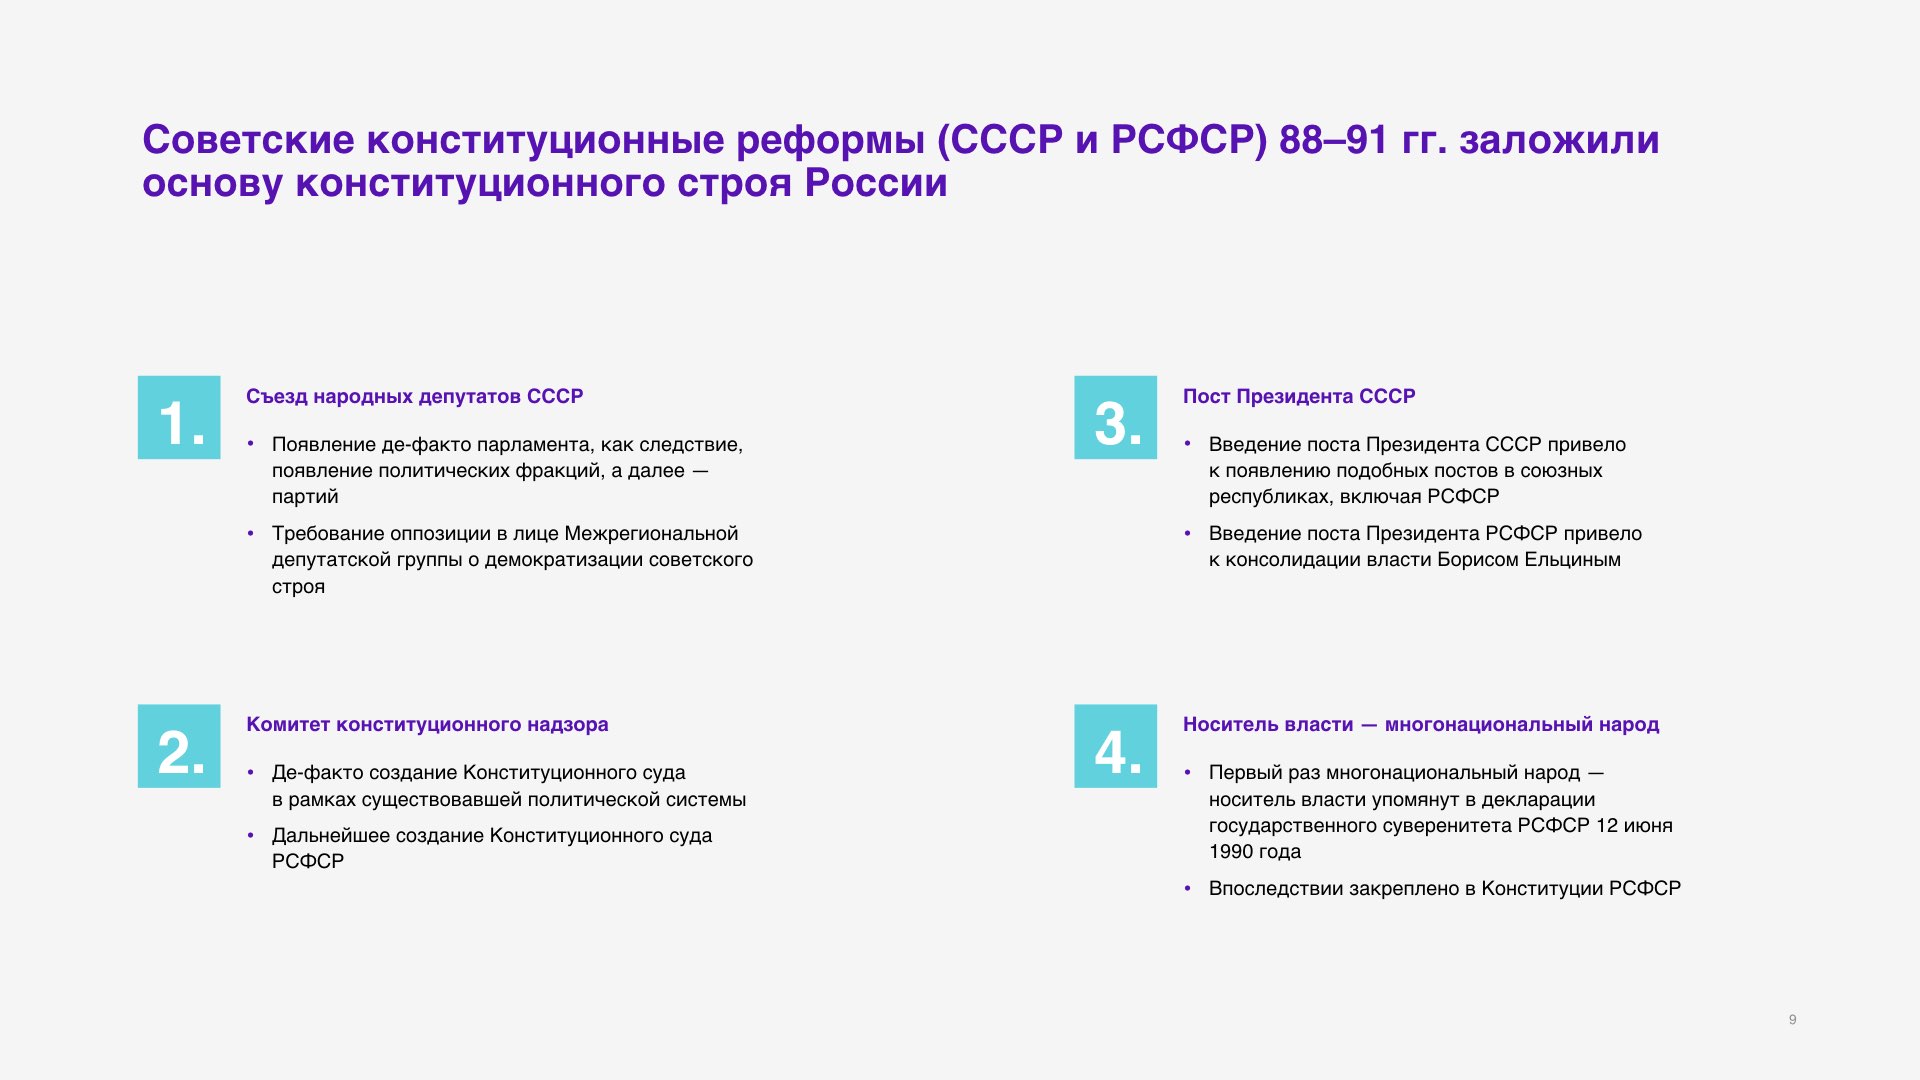 Советские конституционные реформы (СССР и РСФСР) 88–91 гг. заложили
основу конституционного строя России
1.
Съезд народных депутатов СССР
• Появление де-факто парламента, как следствие,
появление политических фракций, а далее —
партий
• Требование оппозиции в лице Межрегиональной
депутатской группы о демократизации советского
строя
2.
Комитет конституционного надзора
• Де-факто создание Конституционного суда
в рамках существовавшей политической системы
• Дальнейшее создание Конституционного суда
РСФСР
3.
Пост Президента СССР
• Введение поста Президента СССР привело
к появлению подобных постов в союзных
республиках, включая РСФСР
• Введение поста Президента РСФСР привело
к консолидации власти Борисом Ельциным
4.
Носитель власти — многонациональный народ
• Первый раз многонациональный народ —
носитель власти упомянут в декларации
государственного суверенитета РСФСР 12 июня
1990 года
• Впоследствии закреплено в Конституции РСФСР
9